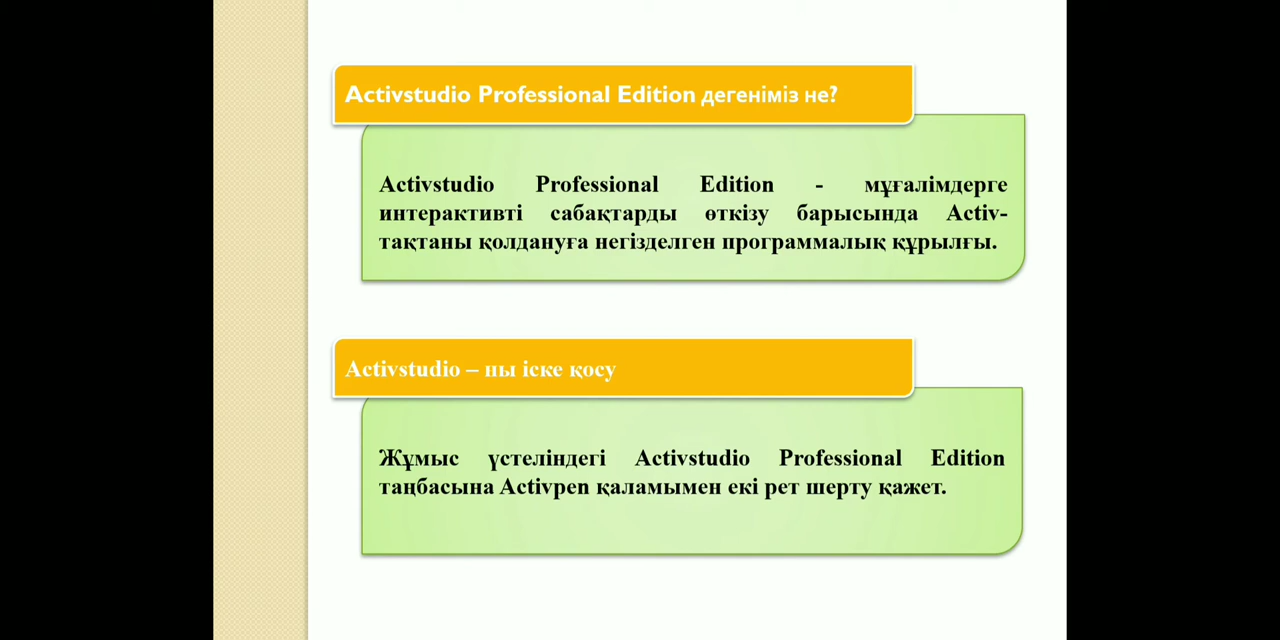 Activstudio Professional Edition дегеніміз не?
Activstudio Professional Edition - мұғалімдерге
интерактивті сабақтарды өткізу барысында Activ-
тақтаны қолдануға негізделген программалық құрылғы.
Activstudio – ны іске қосу
Жұмыс үстеліндегі Activstudio Professional Edition
таңбасына Activpen қаламымен екі рет шерту қажет.